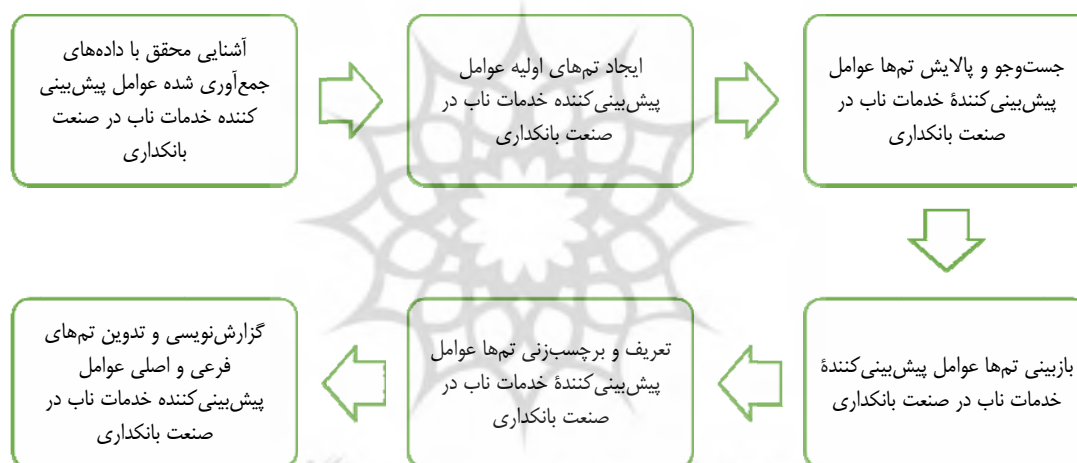 آشنایی محقق با داده‌های
جمع‌آوری شده عوامل پیش‌بینی
کننده خدمات ناب در صنعت
بانکداری
ایجاد تم‌های اولیه عوامل
پیش‌بینی‌کننده خدمات ناب در
صنعت بانکداری
جست‌وجو و پالایش تم‌ها عوامل
پیش‌بینی‌کنندۀ خدمات ناب در
صنعت بانکداری
بازبینی تم‌ها عوامل پیش‌بینی‌کنندۀ
خدمات ناب در صنعت بانکداری
تعریف و برچسب‌زنی تم‌ها عوامل
پیش‌بینی‌کنندۀ خدمات ناب در
صنعت بانکداری
گزارش‌نویسی و تدوین تم‌های
فرعی و اصلی عوامل
پیش‌بینی‌کننده خدمات ناب در
صنعت بانکداری